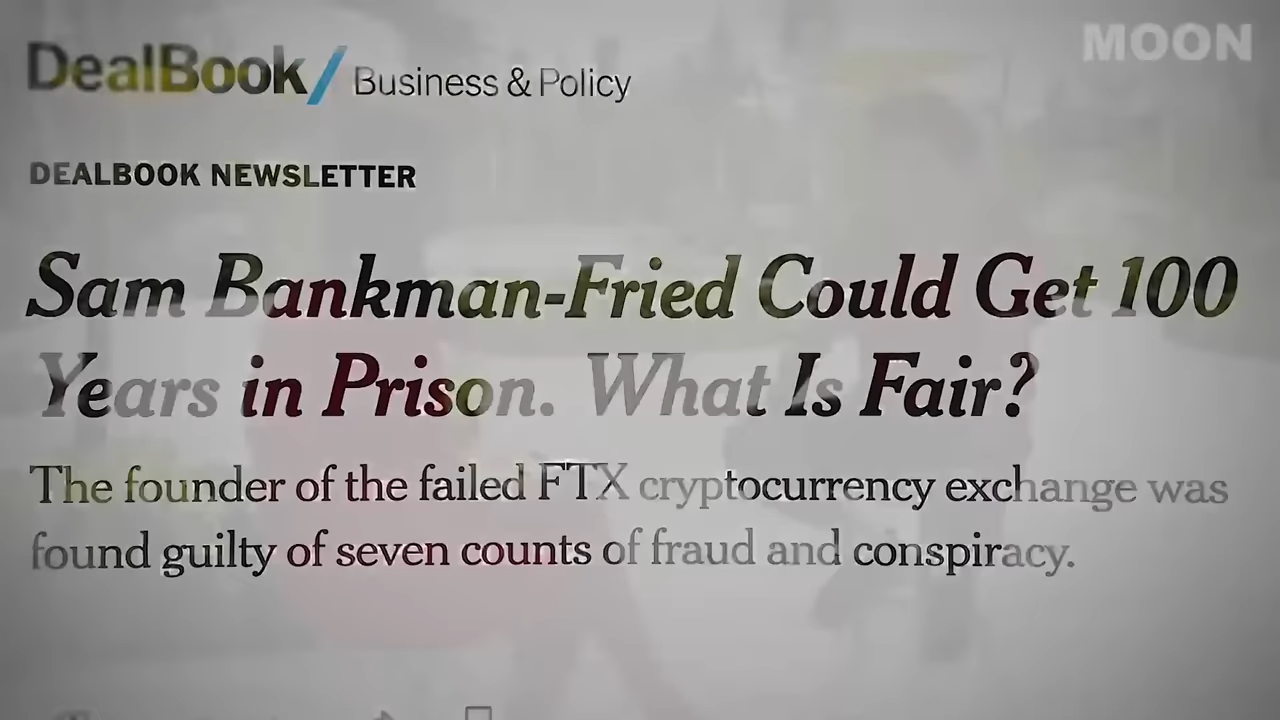 DealBook/ Business & Policy
MOON
DEALBOOK NEWSLETTER
Sam Bankman-Fried Could Get 100
Years in Prison. What Is Fair?
The founder of the failed FTX cryptocurrency exchange was
found guilty of seven counts of fraud and conspiracy.